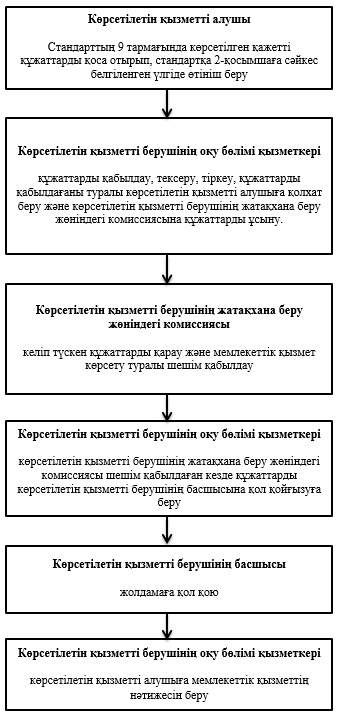 Көрсетілетін қызметті алушы
Стандарттың 9 тармағында көрсетілген қажетті
құжаттарды қоса отырып, стандартқа 2-қосымшаға сәйкес
белгіленген үлгіде өтініш беру
Көрсетілетін қызметті берушінің оқу бөлімі қызметкері
құжаттарды қабылдау, тексеру, тіркеу, құжаттарды
қабылдағаны туралы көрсетілетін қызметті алушыға қолхат
беру және көрсетілетін қызметті берушінің жатақхана беру
жөніндегі комиссиясына құжаттарды ұсыну.
Көрсетілетін қызметті берушінің жатақхана беру
жөніндегі комиссиясы
келіп түскен құжаттарды қарау және мемлекеттік қызмет
көрсету туралы шешім қабылдау
Көрсетілетін қызметті берушінің оқу бөлімі қызметкері
көрсетілетін қызметті берушінің жатақхана беру жөніндегі
комиссиясы шешім қабылдаған кезде құжаттарды
көрсетілетін қызметті берушінің басшысына қол қойғызуға
беру
Көрсетілетін қызметті берушінің басшысы
жолдамаға қол қою
Көрсетілетін қызметті берушінің оқу бөлімі қызметкері
көрсетілетін қызметті алушыға мемлекеттік қызметтің
нәтижесін беру